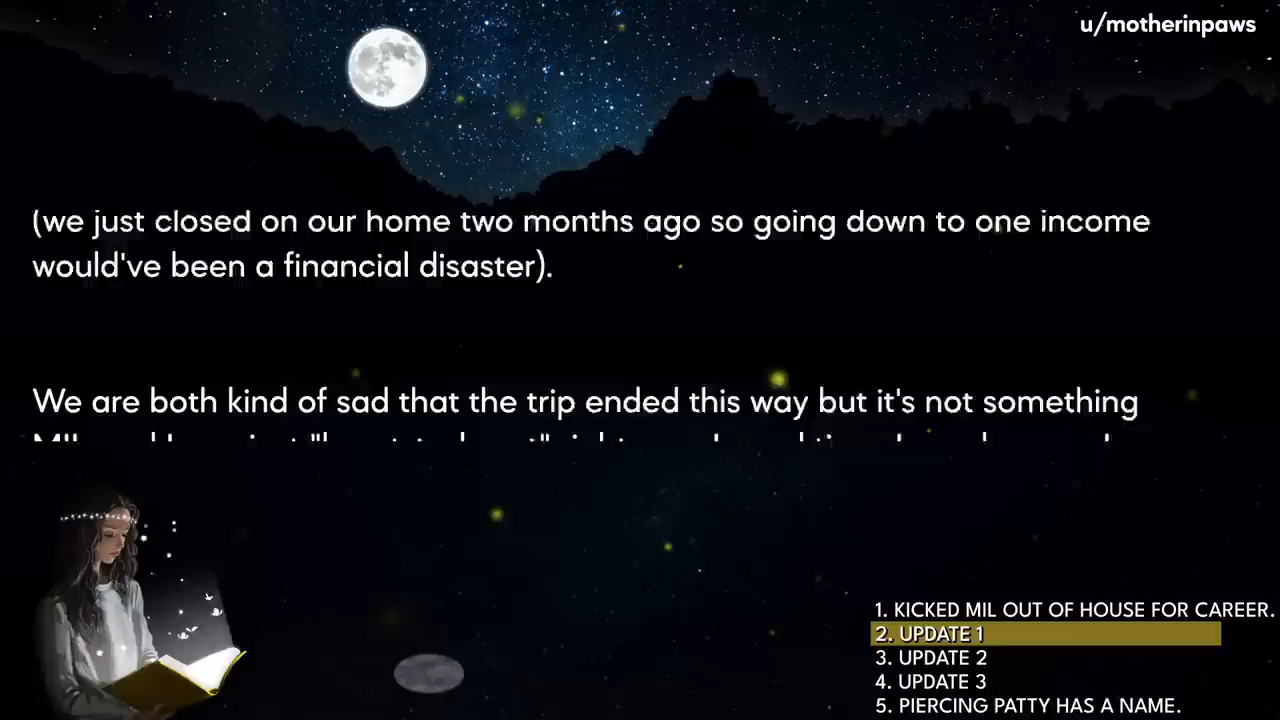 u/motherinpaws
(we just closed on our home two months ago so going down to one income
would've been a financial disaster).
We are both kind of sad that the trip ended this way but it's not something
1. KICKED MIL OUT OF HOUSE FOR CAREER.
2. UPDATE 1
3. UPDATE 2
4. UPDATE 3
5. PIERCING PATTY HAS A NAME.